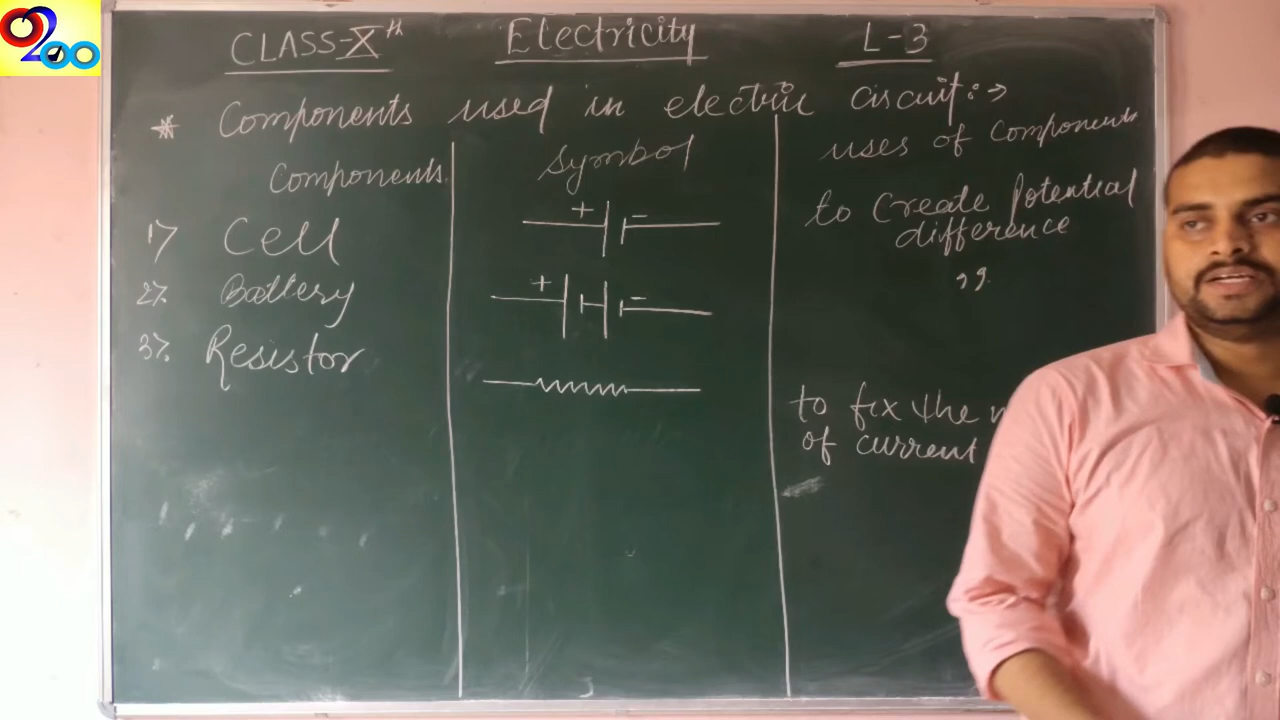 0200
CLASS-Xth Electricity L-3
* Components used in electric circuit:→
Components Symbol uses of Components
1> Cell + - to Create Potential difference
2> Battery + - ,,
3> Resistor to fix the
of current